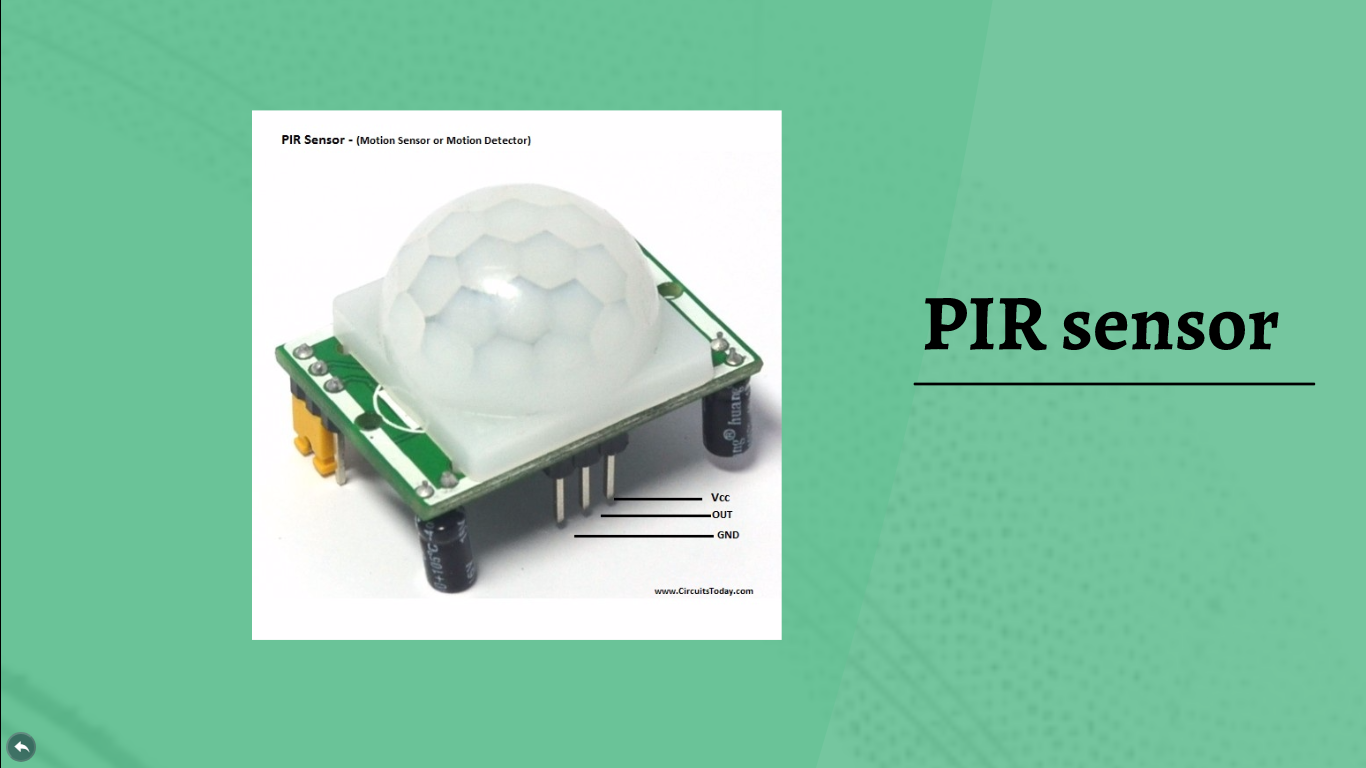 PIR Sensor - (Motion Sensor or Motion Detector)
PIR sensor
Vcc
OUT
GND
www.CircuitsToday.com